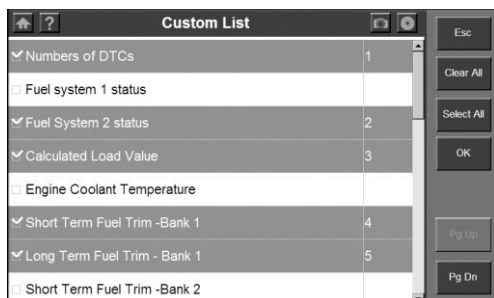 ? Custom List
Esc
Clear All
Select All
OK
Pg Up
Pg Dn
Numbers of DTCs 1
Fuel system 1 status
Fuel System 2 status 2
Calculated Load Value 3
Engine Coolant Temperature
Short Term Fuel Trim -Bank 1 4
Long Term Fuel Trim - Bank 1 5
Short Term Fuel Trim -Bank 2